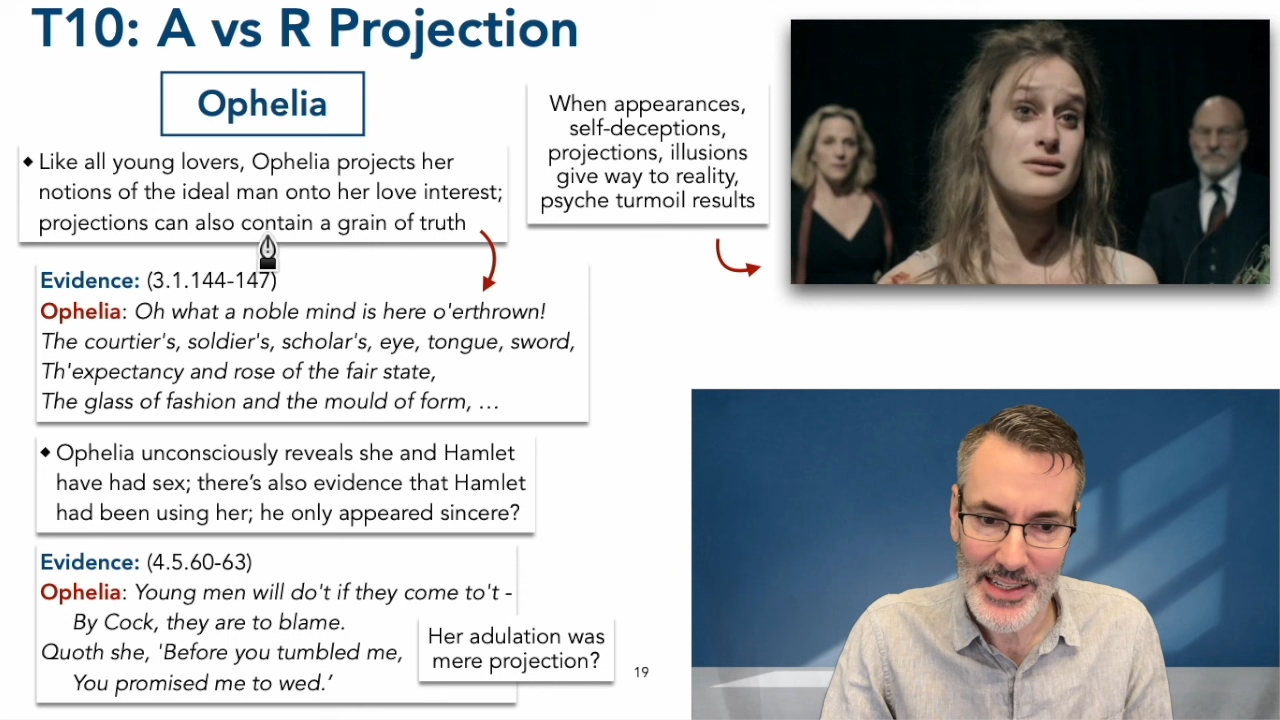 T10: A vs R Projection
Ophelia
◆ Like all young lovers, Ophelia projects her
notions of the ideal man onto her love interest;
projections can also contain a grain of truth
When appearances,
self-deceptions,
projections, illusions
give way to reality,
psyche turmoil results
Evidence: (3.1.144-147)
Ophelia: Oh what a noble mind is here o'erthrown!
The courtier's, soldier's, scholar's, eye, tongue, sword,
Th'expectancy and rose of the fair state,
The glass of fashion and the mould of form, …
◆ Ophelia unconsciously reveals she and Hamlet
have had sex; there’s also evidence that Hamlet
had been using her; he only appeared sincere?
Evidence: (4.5.60-63)
Ophelia: Young men will do't if they come to't -
By Cock, they are to blame.
Quoth she, 'Before you tumbled me,
You promised me to wed.’
Her adulation was
mere projection?
19